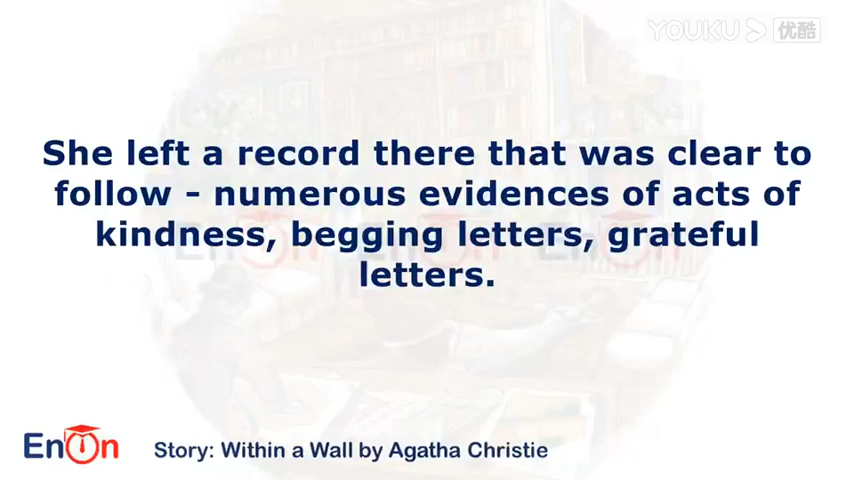 YOUKU 优酷
She left a record there that was clear to
follow - numerous evidences of acts of
kindness, begging letters, grateful
letters.
EnOn
Story: Within a Wall by Agatha Christie